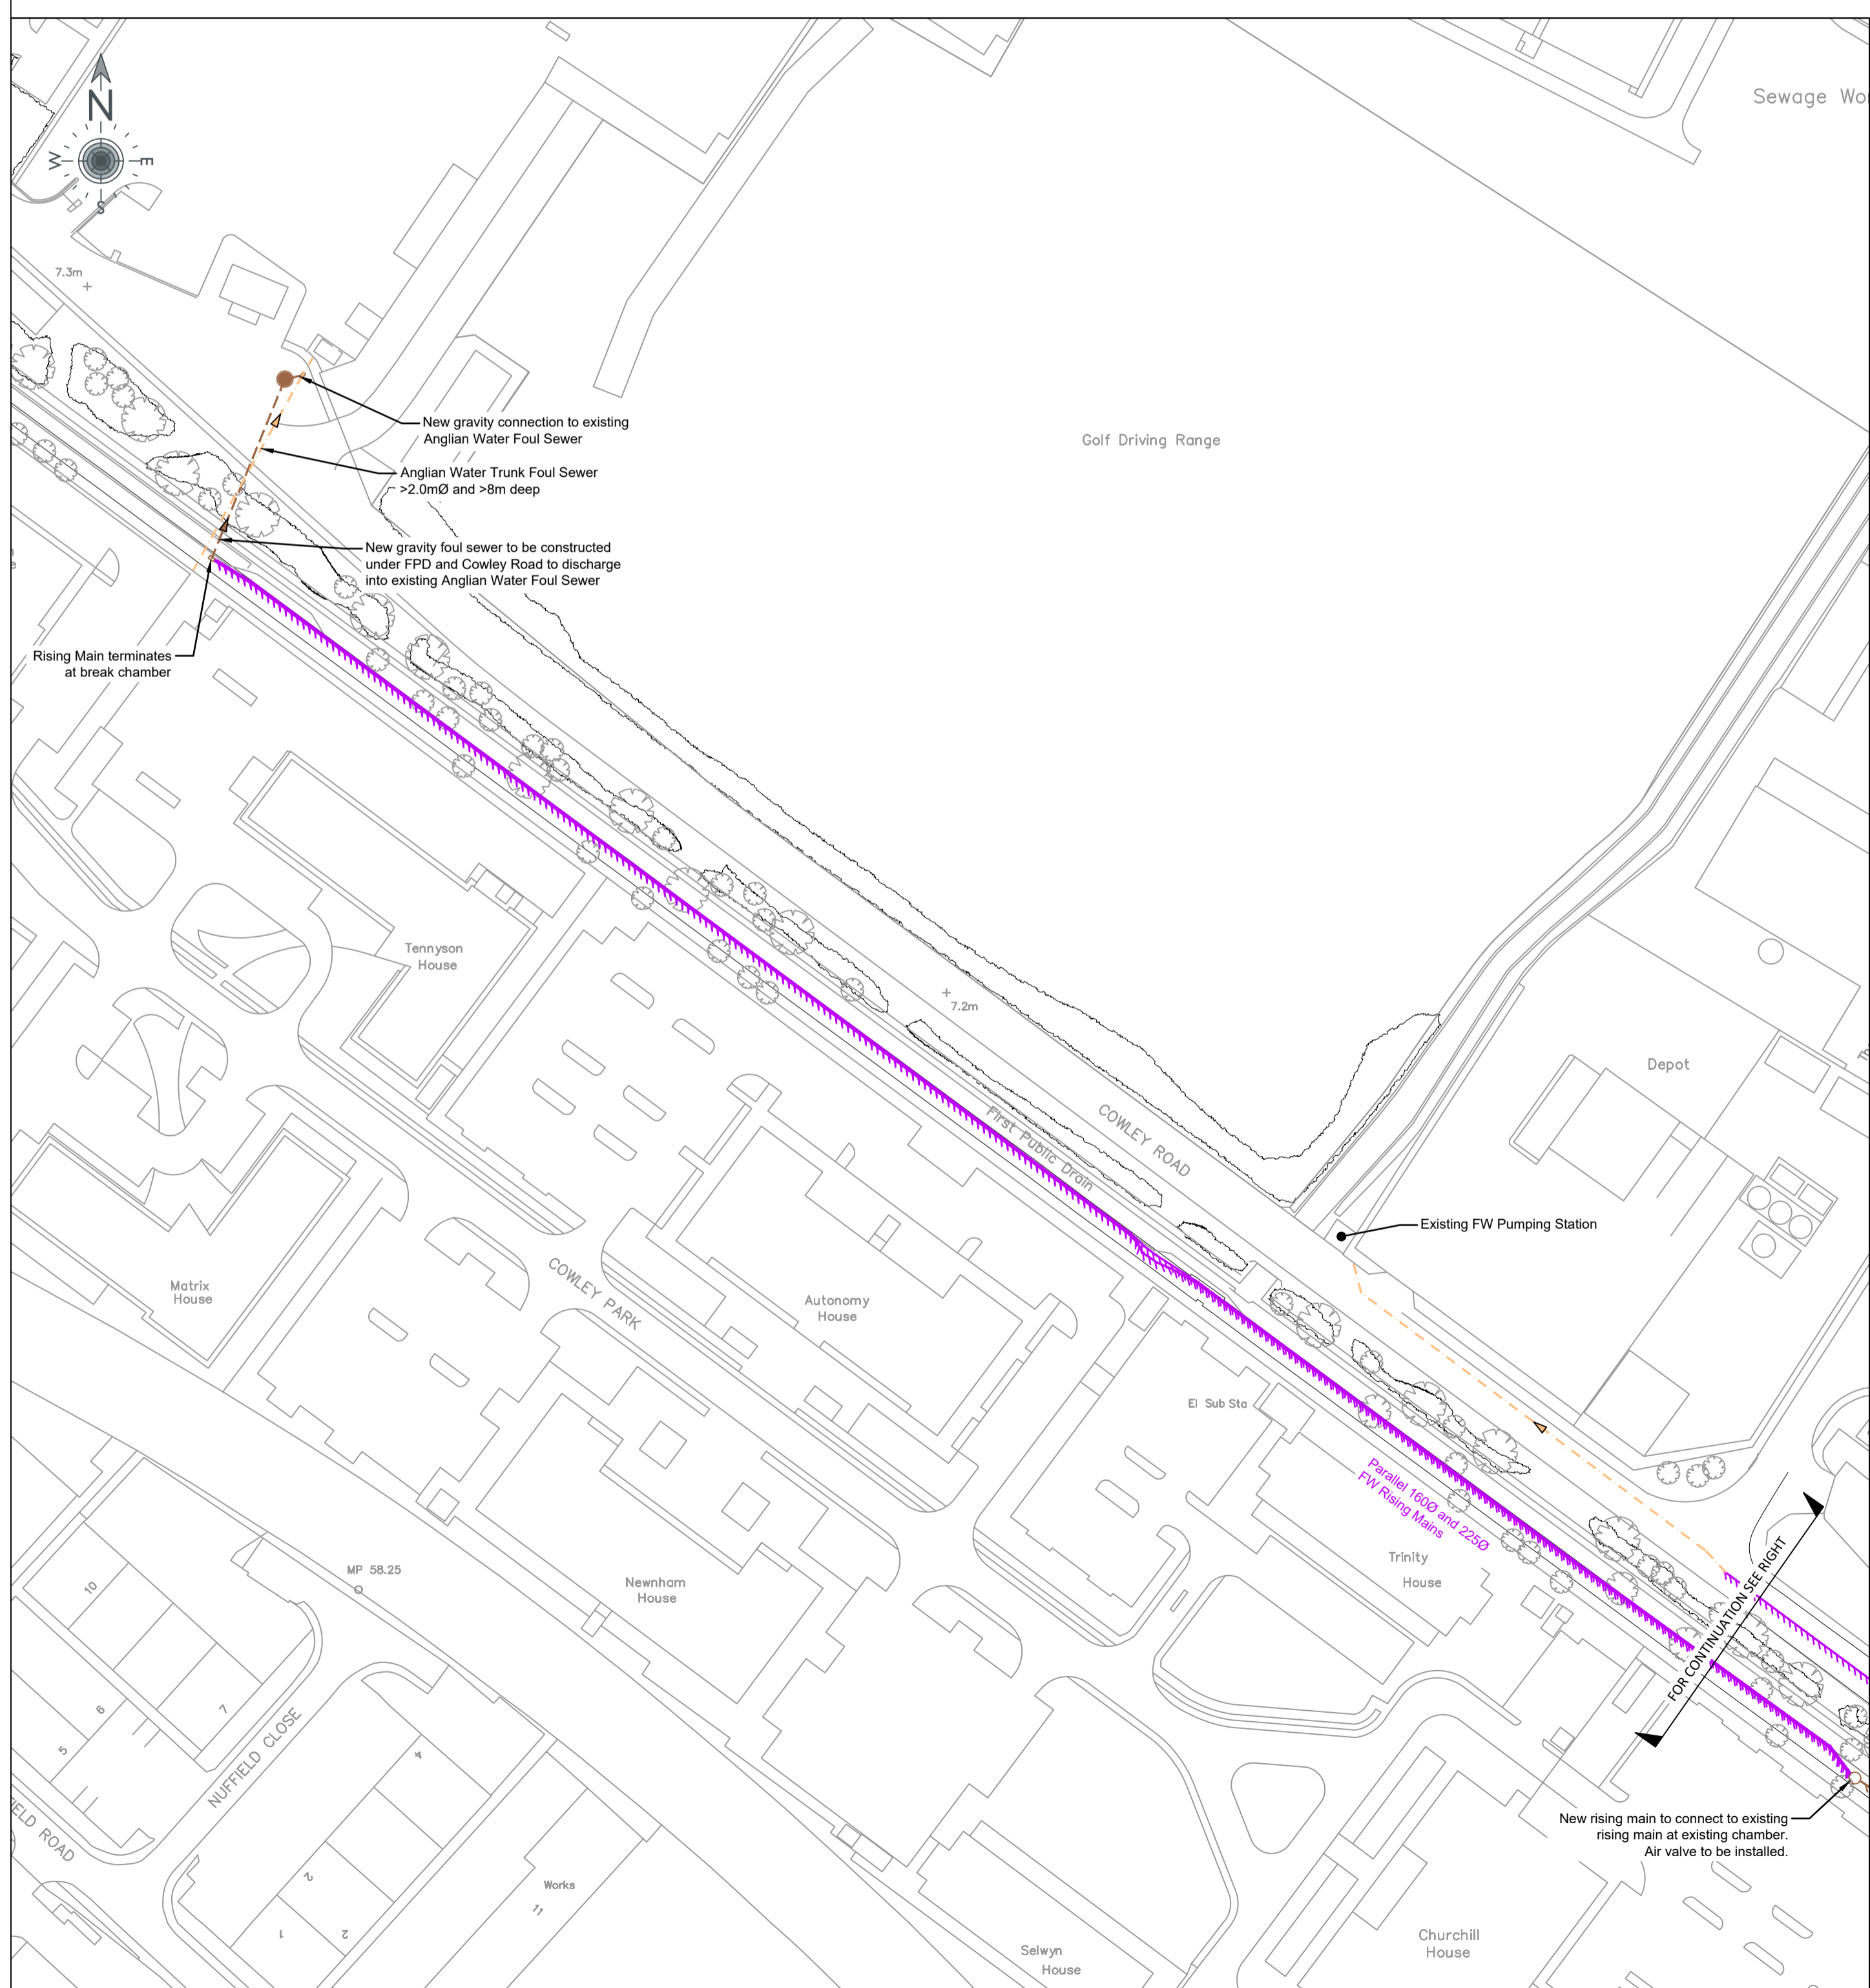 Sewage Wo
N
W
E
S
7.3m
New gravity connection to existing
Anglian Water Foul Sewer
Golf Driving Range
Anglian Water Trunk Foul Sewer
>2.0mØ and >8m deep
New gravity foul sewer to be constructed
under FPD and Cowley Road to discharge
into existing Anglian Water Foul Sewer
Rising Main terminates
at break chamber
Tennyson
House
7.2m
Depot
COWLEY ROAD
First Public Drain
Existing FW Pumping Station
Matrix
House
COWLEY PARK
Autonomy
House
El Sub Sta
Parallel 160Ø and 225Ø
FW Rising Mains
Trinity
House
MP 58.25
Newnham
House
10
6
7
5
4
NUFFIELD CLOSE
FOR CONTINUATION SEE RIGHT
IELD ROAD
New rising main to connect to existing
rising main at existing chamber.
Air valve to be installed.
2
1
2
Works
11
Selwyn
House
Churchill
House